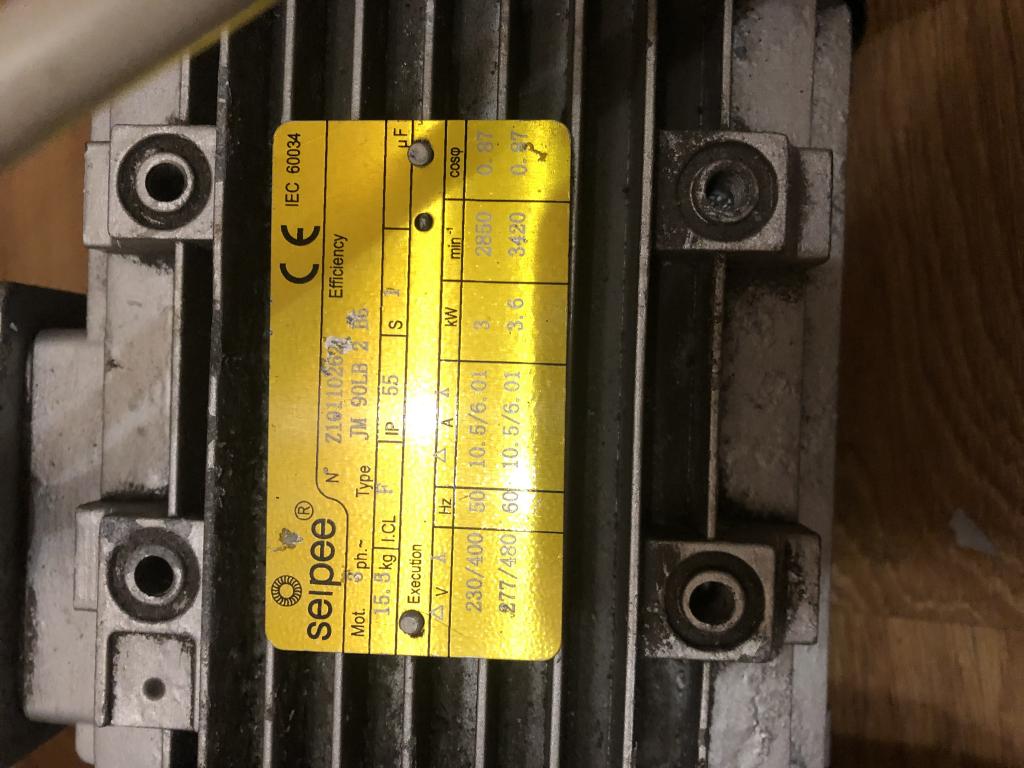 seipee ® CE IEC 60034
N°
Mot. 3 ph.~ Type JM 90LB 2 Efficiency
15.5 kg I.CL F IP 55 S 1 µF
Execution
△ V Hz △ A kW min⁻¹ cosφ
230/400 50 10.5/6.01 3 2850 0.87
277/480 60 10.5/6.01 3.6 3420 0.87